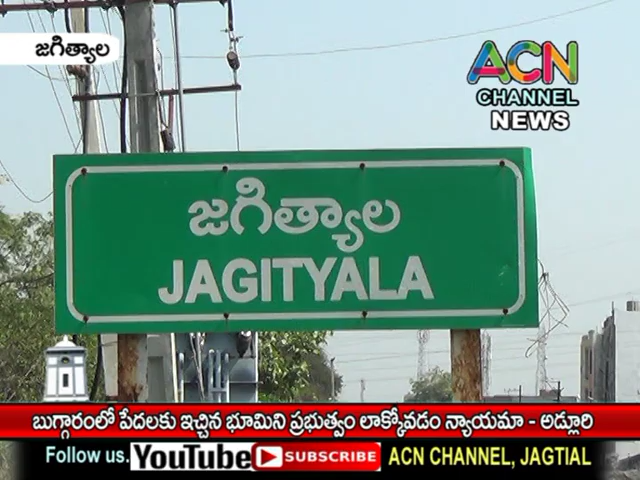 జగిత్యాల
ACN
CHANNEL
NEWS
జగిత్యాల
JAGITYALA
బుగ్గారంలో పేదలకు ఇచ్చిన భూమిని ప్రభుత్వం లాక్కోవడం న్యాయమా - అడ్లూరి
Follow us. YouTube SUBSCRIBE ACN CHANNEL, JAGTIAL